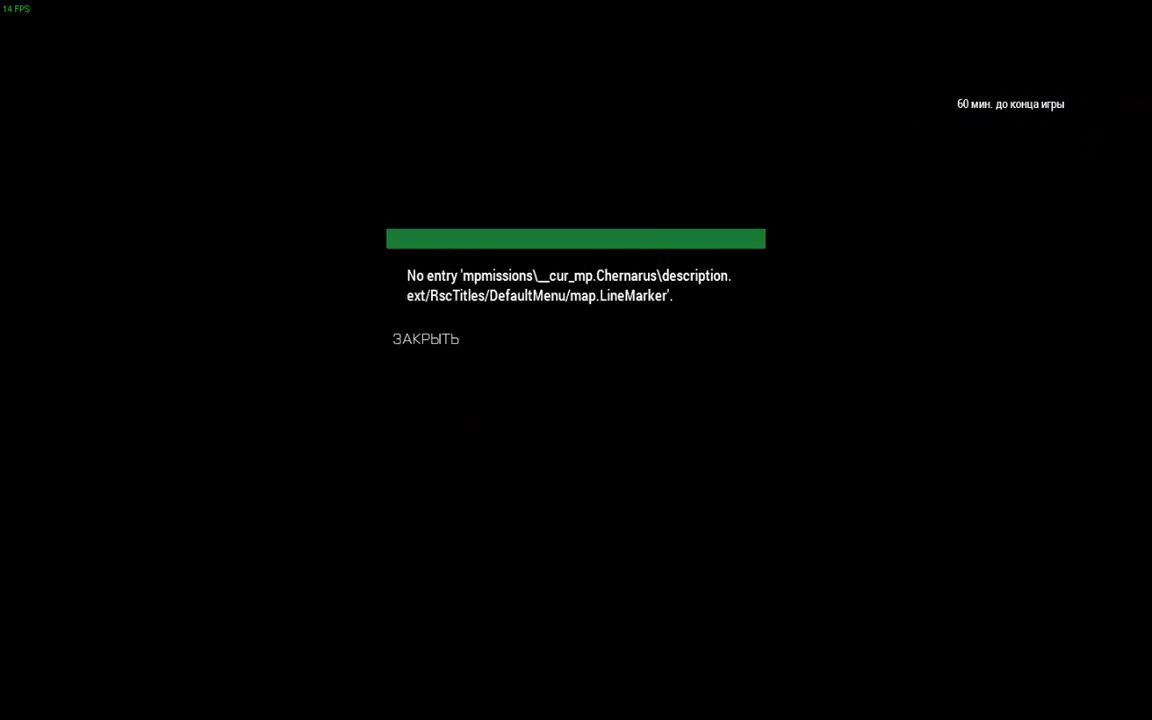 14 FPS
60 мин. до конца игры
No entry 'mpmissions\__cur_mp.Chernarus\description.
ext/RscTitles/DefaultMenu/map.LineMarker'.
ЗАКРЫТЬ